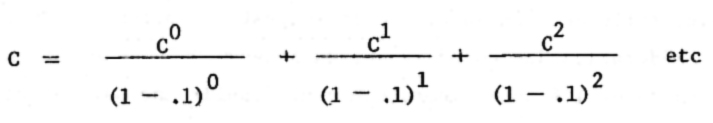 C = C^0 / (1 - .1)^0 + C^1 / (1 - .1)^1 + C^2 / (1 - .1)^2 etc